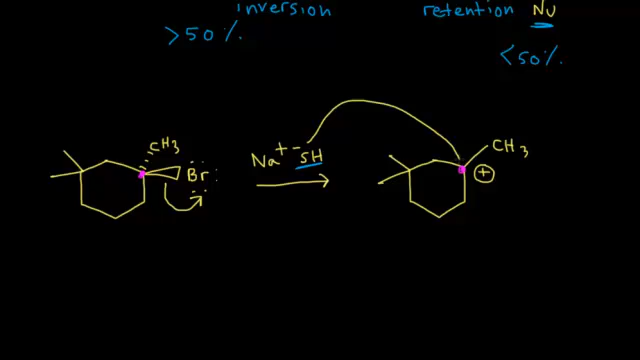 inversion
retention Nu
>50%
<50%
CH3
Br
Na+ -SH
CH3
+